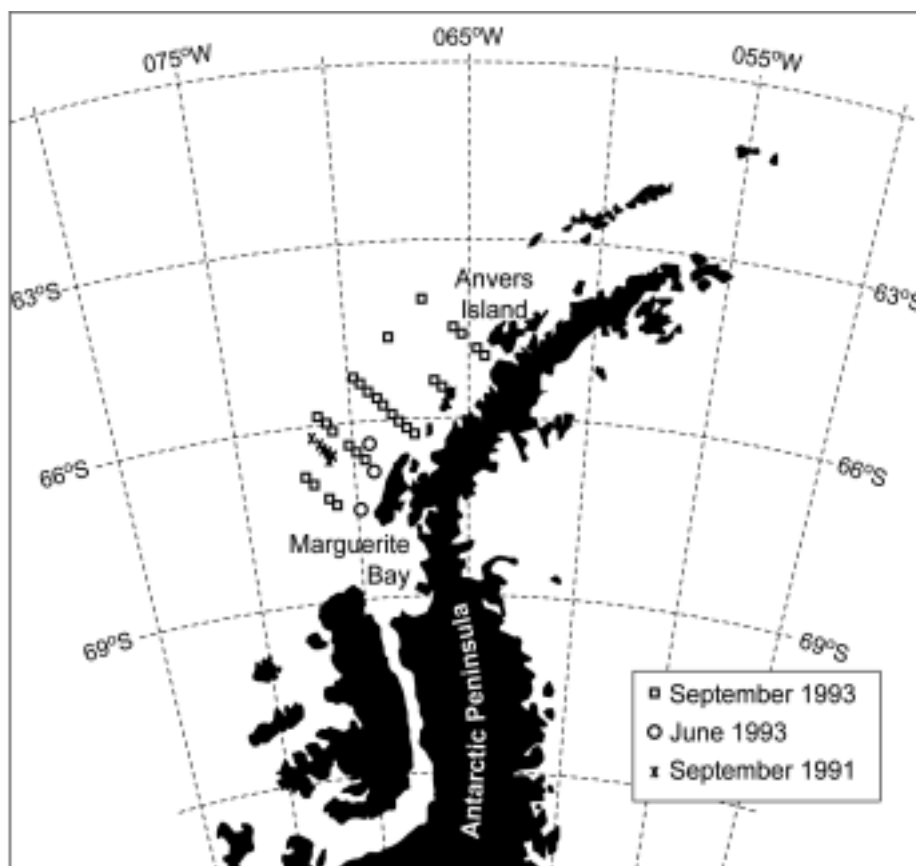 075°W
065°W
055°W
63°S
Anvers
Island
63°S
66°S
66°S
Marguerite
Bay
69°S
69°S
Antarctic Peninsula
September 1993
June 1993
September 1991